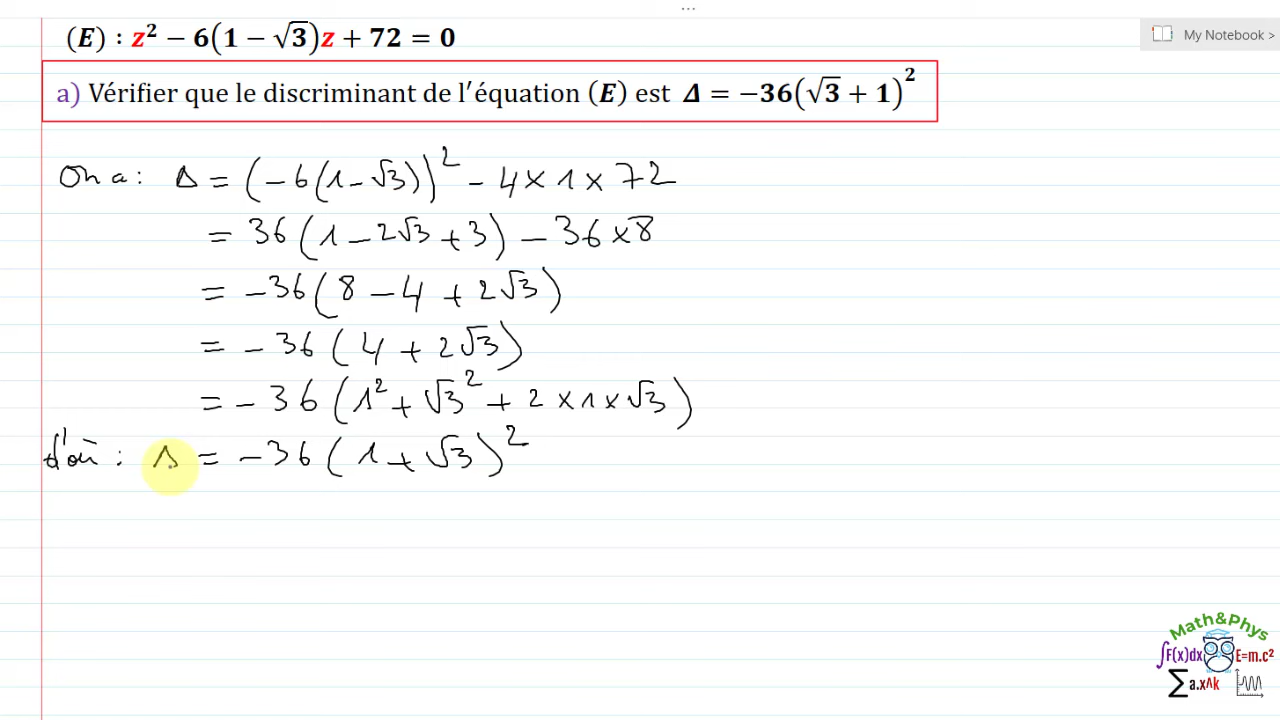 ...
(E) : z² − 6(1 − √3)z + 72 = 0
My Notebook >
a) Vérifier que le discriminant de l′équation (E) est Δ = −36(√3 + 1)²
On a : Δ = (−6(1−√3))² − 4×1×72
= 36(1−2√3+3) − 36×8
= −36(8−4+2√3)
= −36(4+2√3)
= −36(1²+√3²+2×1×√3)
d'où : Δ = −36(1+√3)²
Math&Phys
∫F(x)dx E=m.c²
∑ a.x^k